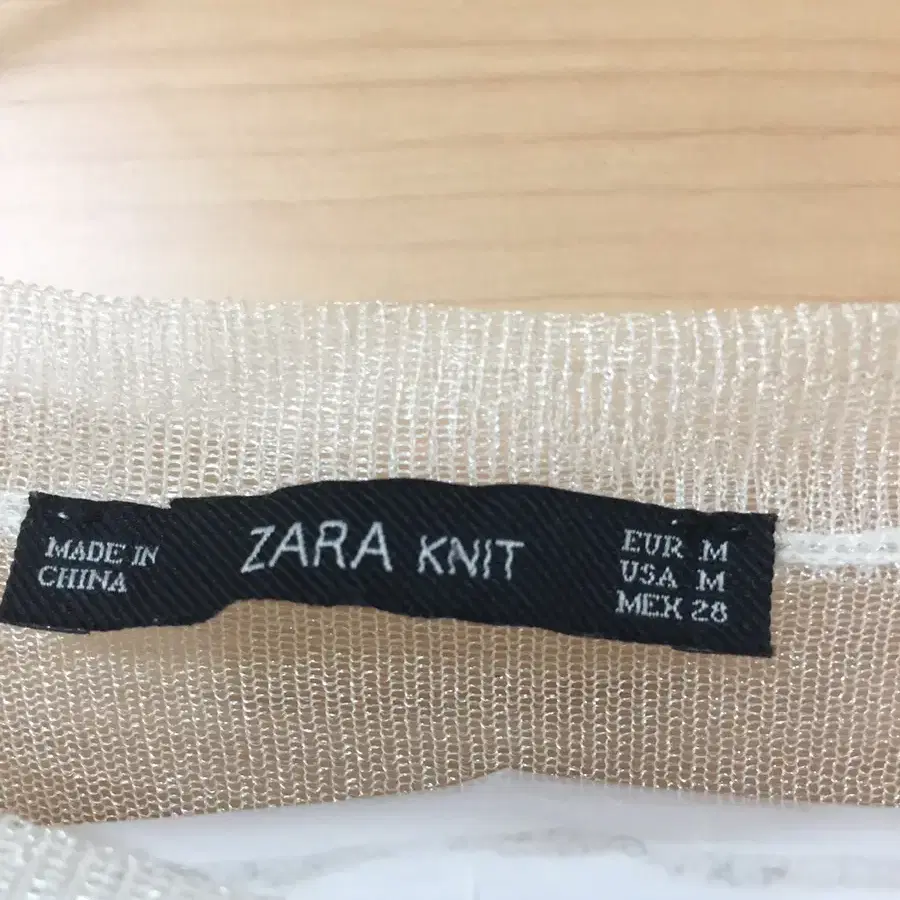 MADE IN
CHINA
ZARA KNIT
EUR M
USA M
MEX 28